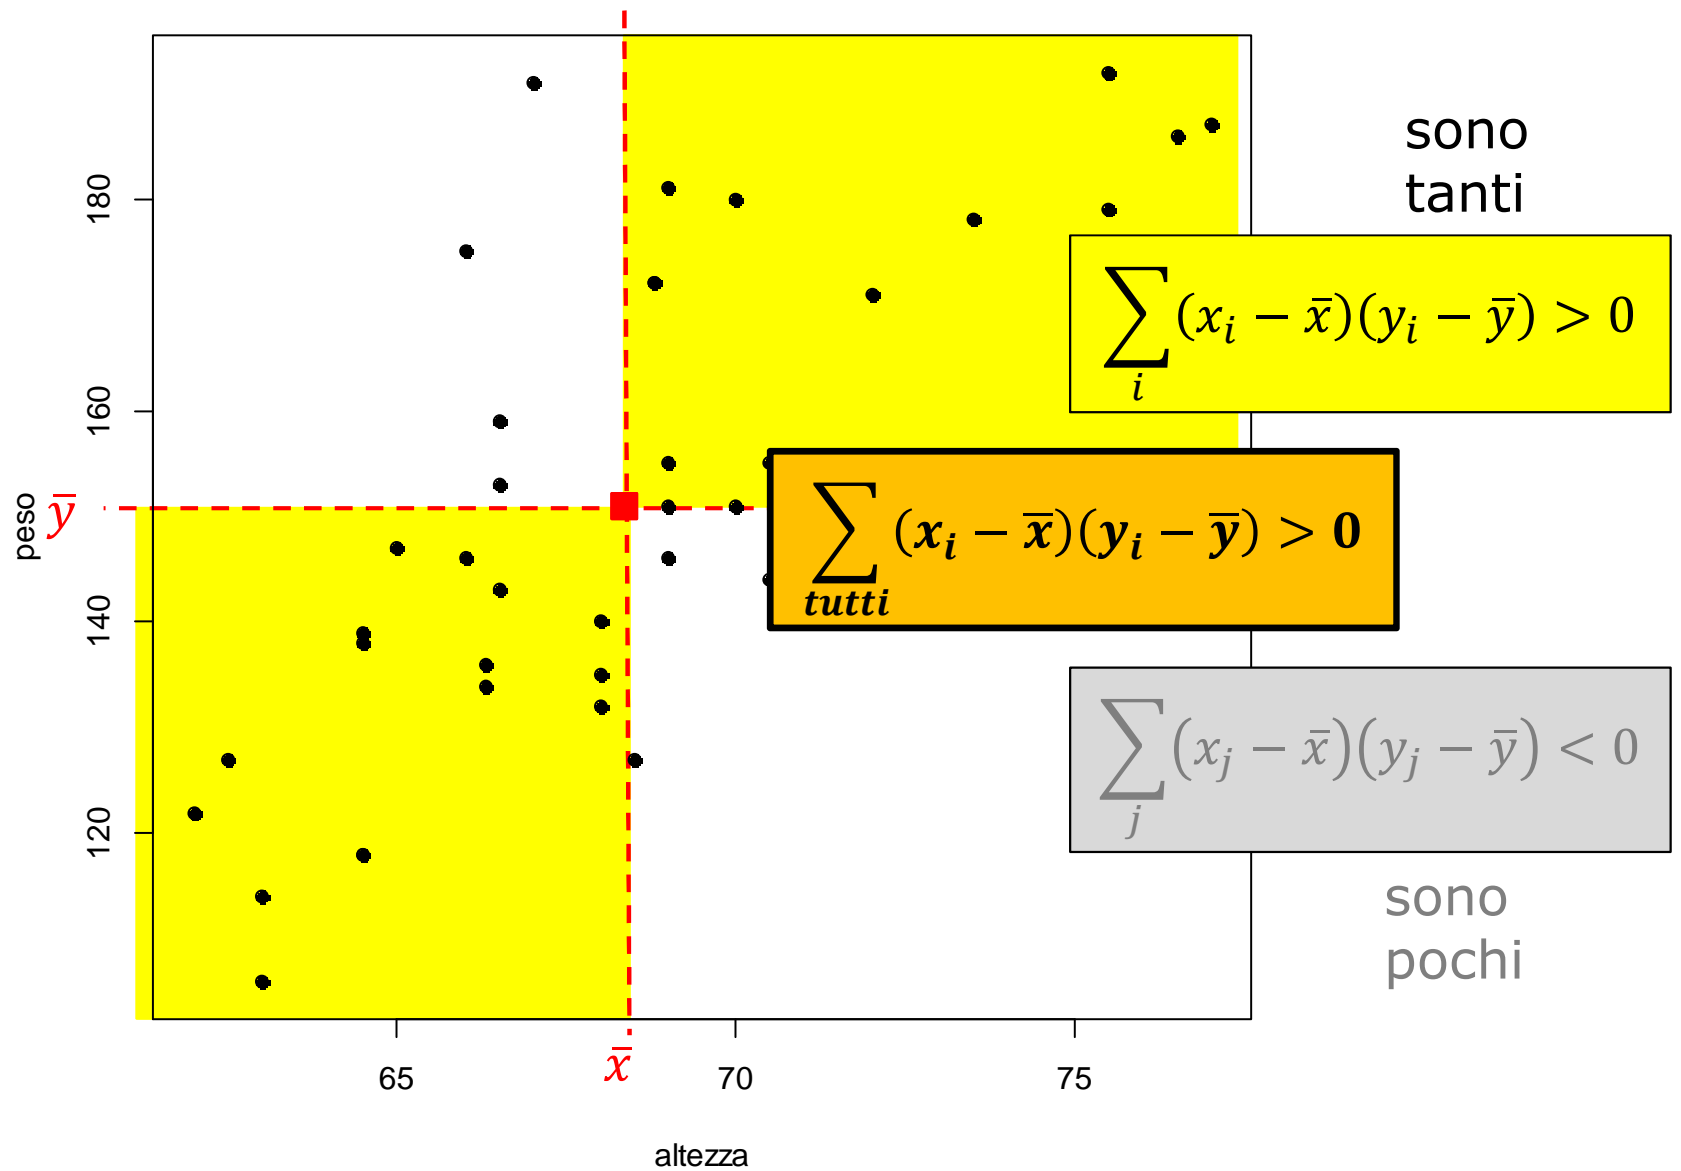 sono
tanti
180
∑ᵢ(xᵢ − x̄)(yᵢ − ȳ) > 0
160
peso
ȳ
∑tutti(xᵢ − x̄)(yᵢ − ȳ) > 0
140
∑ⱼ(xⱼ − x̄)(yⱼ − ȳ) < 0
120
sono
pochi
x̄
65 70 75
altezza